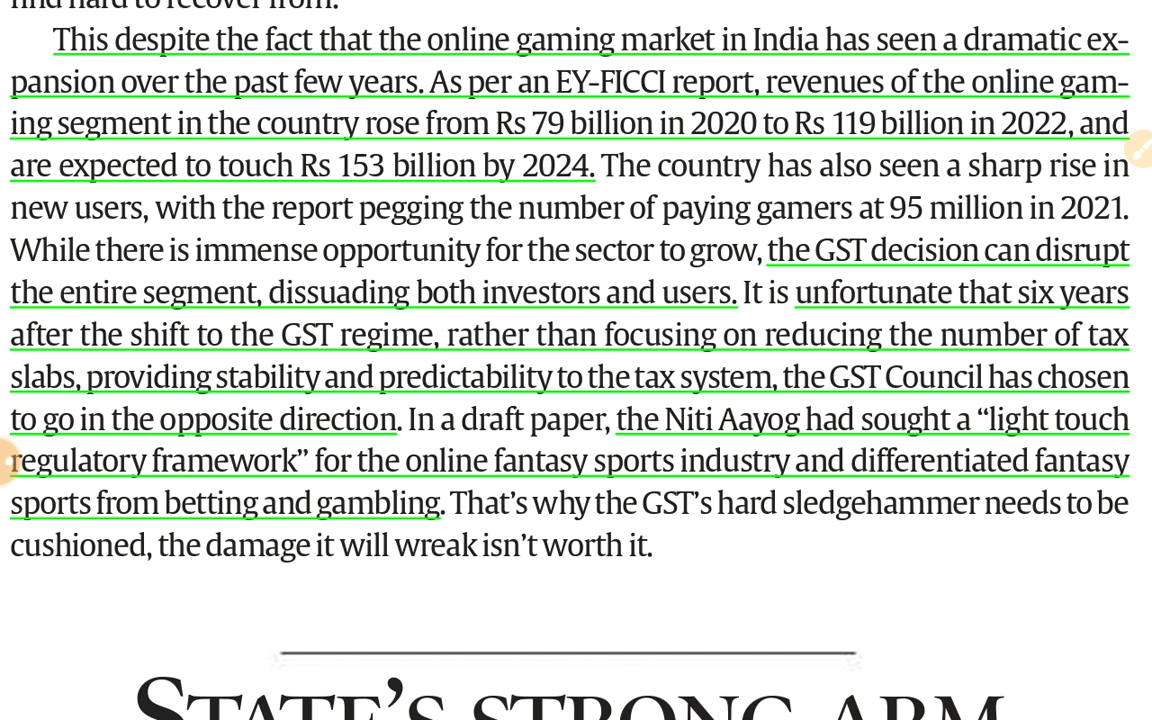 find hard to recover from.
This despite the fact that the online gaming market in India has seen a dramatic ex-
pansion over the past few years. As per an EY-FICCI report, revenues of the online gam-
ing segment in the country rose from Rs 79 billion in 2020 to Rs 119 billion in 2022, and
are expected to touch Rs 153 billion by 2024. The country has also seen a sharp rise in
new users, with the report pegging the number of paying gamers at 95 million in 2021.
While there is immense opportunity for the sector to grow, the GST decision can disrupt
the entire segment, dissuading both investors and users. It is unfortunate that six years
after the shift to the GST regime, rather than focusing on reducing the number of tax
slabs, providing stability and predictability to the tax system, the GST Council has chosen
to go in the opposite direction. In a draft paper, the Niti Aayog had sought a “light touch
regulatory framework” for the online fantasy sports industry and differentiated fantasy
sports from betting and gambling. That’s why the GST’s hard sledgehammer needs to be
cushioned, the damage it will wreak isn’t worth it.
STATE’S STRONG ARM